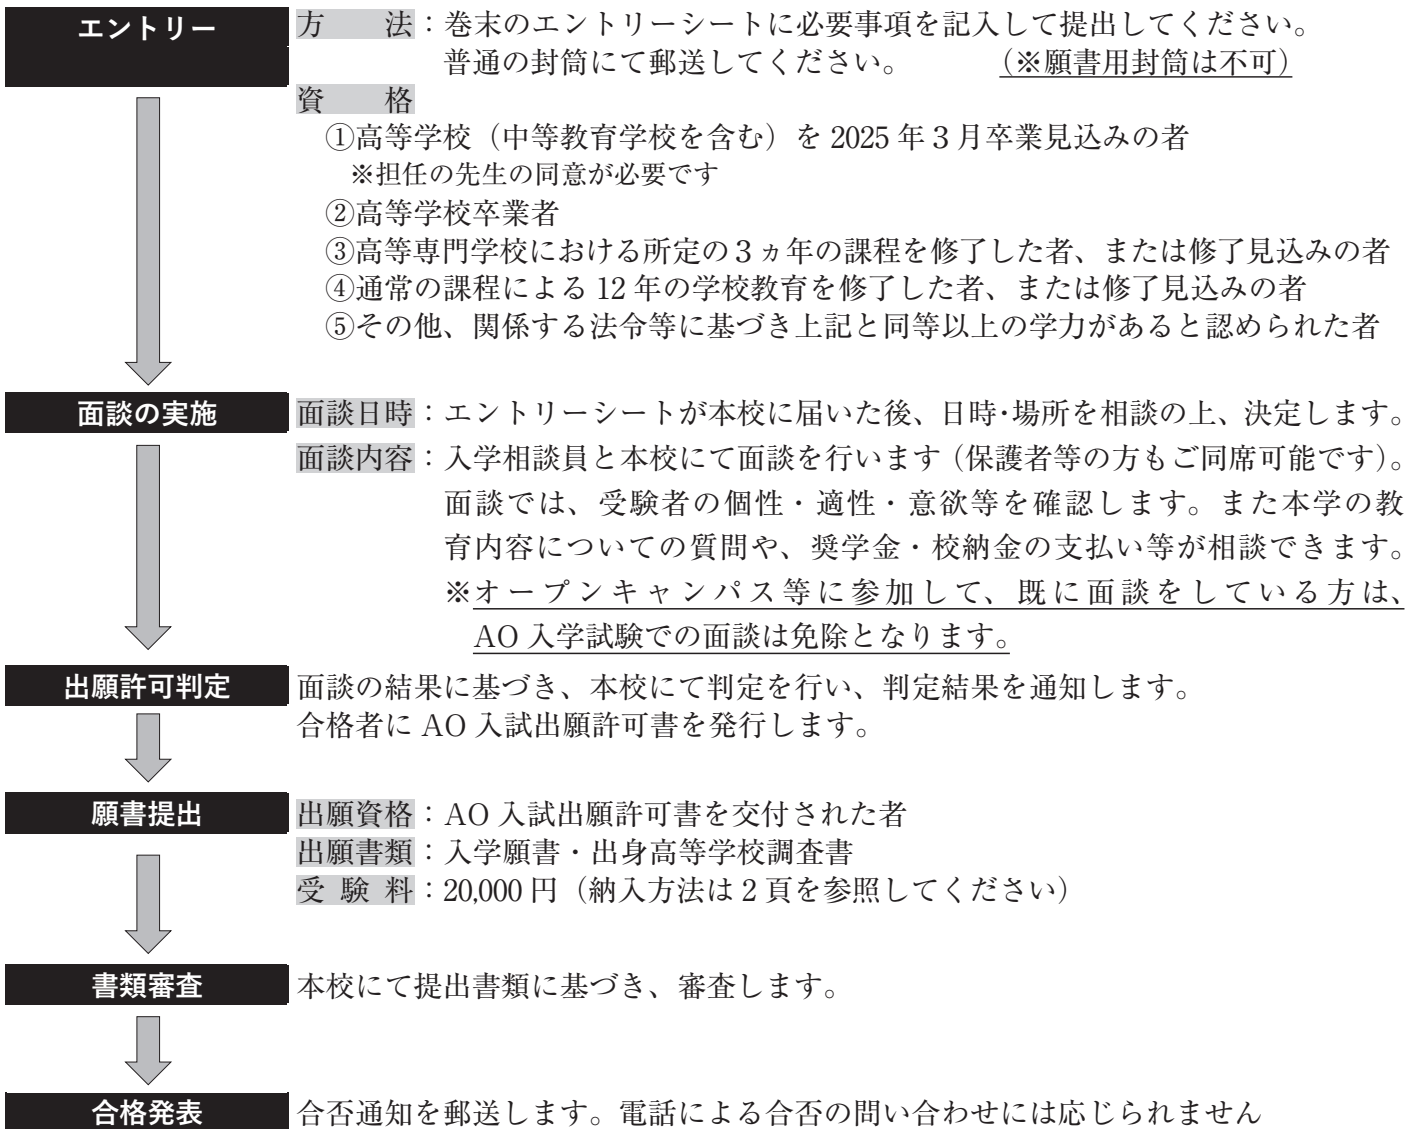 エントリー
方　法：巻末のエントリーシートに必要事項を記入して提出してください。
普通の封筒にて郵送してください。　（※願書用封筒は不可）
資　格
①高等学校（中等教育学校を含む）を 2025 年３月卒業見込みの者
※担任の先生の同意が必要です
②高等学校卒業者
③高等専門学校における所定の３ヵ年の課程を修了した者、または修了見込みの者
④通常の課程による 12 年の学校教育を修了した者、または修了見込みの者
⑤その他、関係する法令等に基づき上記と同等以上の学力があると認められた者
面談の実施
面談日時：エントリーシートが本校に届いた後、日時・場所を相談の上、決定します。
面談内容：入学相談員と本校にて面談を行います（保護者等の方もご同席可能です）。
面談では、受験者の個性・適性・意欲等を確認します。また本学の教
育内容についての質問や、奨学金・校納金の支払い等が相談できます。
※オープンキャンパス等に参加して、既に面談をしている方は、
AO 入学試験での面談は免除となります。
出願許可判定
面談の結果に基づき、本校にて判定を行い、判定結果を通知します。
合格者に AO 入試出願許可書を発行します。
願書提出
出願資格：AO 入試出願許可書を交付された者
出願書類：入学願書・出身高等学校調査書
受 験 料：20,000 円（納入方法は 2 頁を参照してください）
書類審査
本校にて提出書類に基づき、審査します。
合格発表
合否通知を郵送します。電話による合否の問い合わせには応じられません